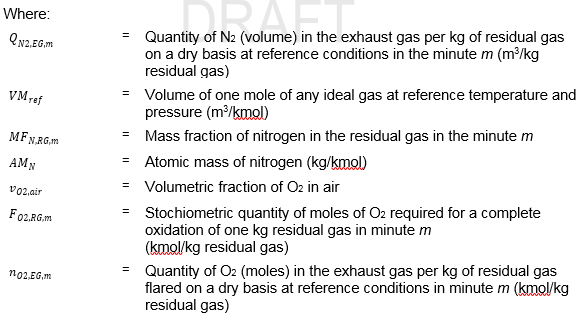 DRAFT
Where:
Q_{N2,EG,m} = Quantity of N₂ (volume) in the exhaust gas per kg of residual gas
on a dry basis at reference conditions in the minute m (m³/kg
residual gas)
VM_{ref} = Volume of one mole of any ideal gas at reference temperature and
pressure (m³/kmol)
MF_{N,RG,m} = Mass fraction of nitrogen in the residual gas in the minute m
AM_N = Atomic mass of nitrogen (kg/kmol)
v_{O2,air} = Volumetric fraction of O₂ in air
F_{O2,RG,m} = Stochiometric quantity of moles of O₂ required for a complete
oxidation of one kg residual gas in minute m
(kmol/kg residual gas)
n_{O2,EG,m} = Quantity of O₂ (moles) in the exhaust gas per kg of residual gas
flared on a dry basis at reference conditions in minute m (kmol/kg
residual gas)